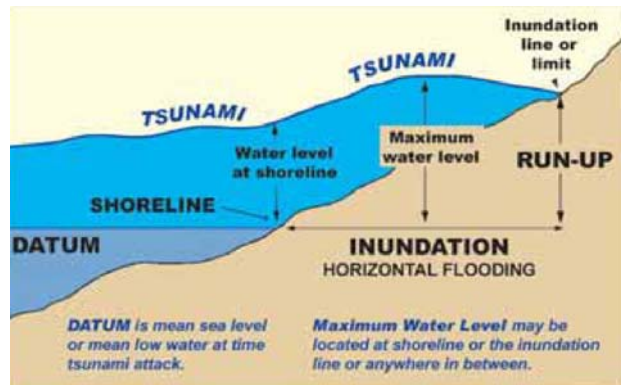 Inundation
line or
limit
TSUNAMI
TSUNAMI
Water level
at shoreline
Maximum
water level
RUN-UP
SHORELINE
DATUM
INUNDATION
HORIZONTAL FLOODING
DATUM is mean sea level
or mean low water at time
tsunami attack.
Maximum Water Level may be
located at shoreline or the inundation
line or anywhere in between.